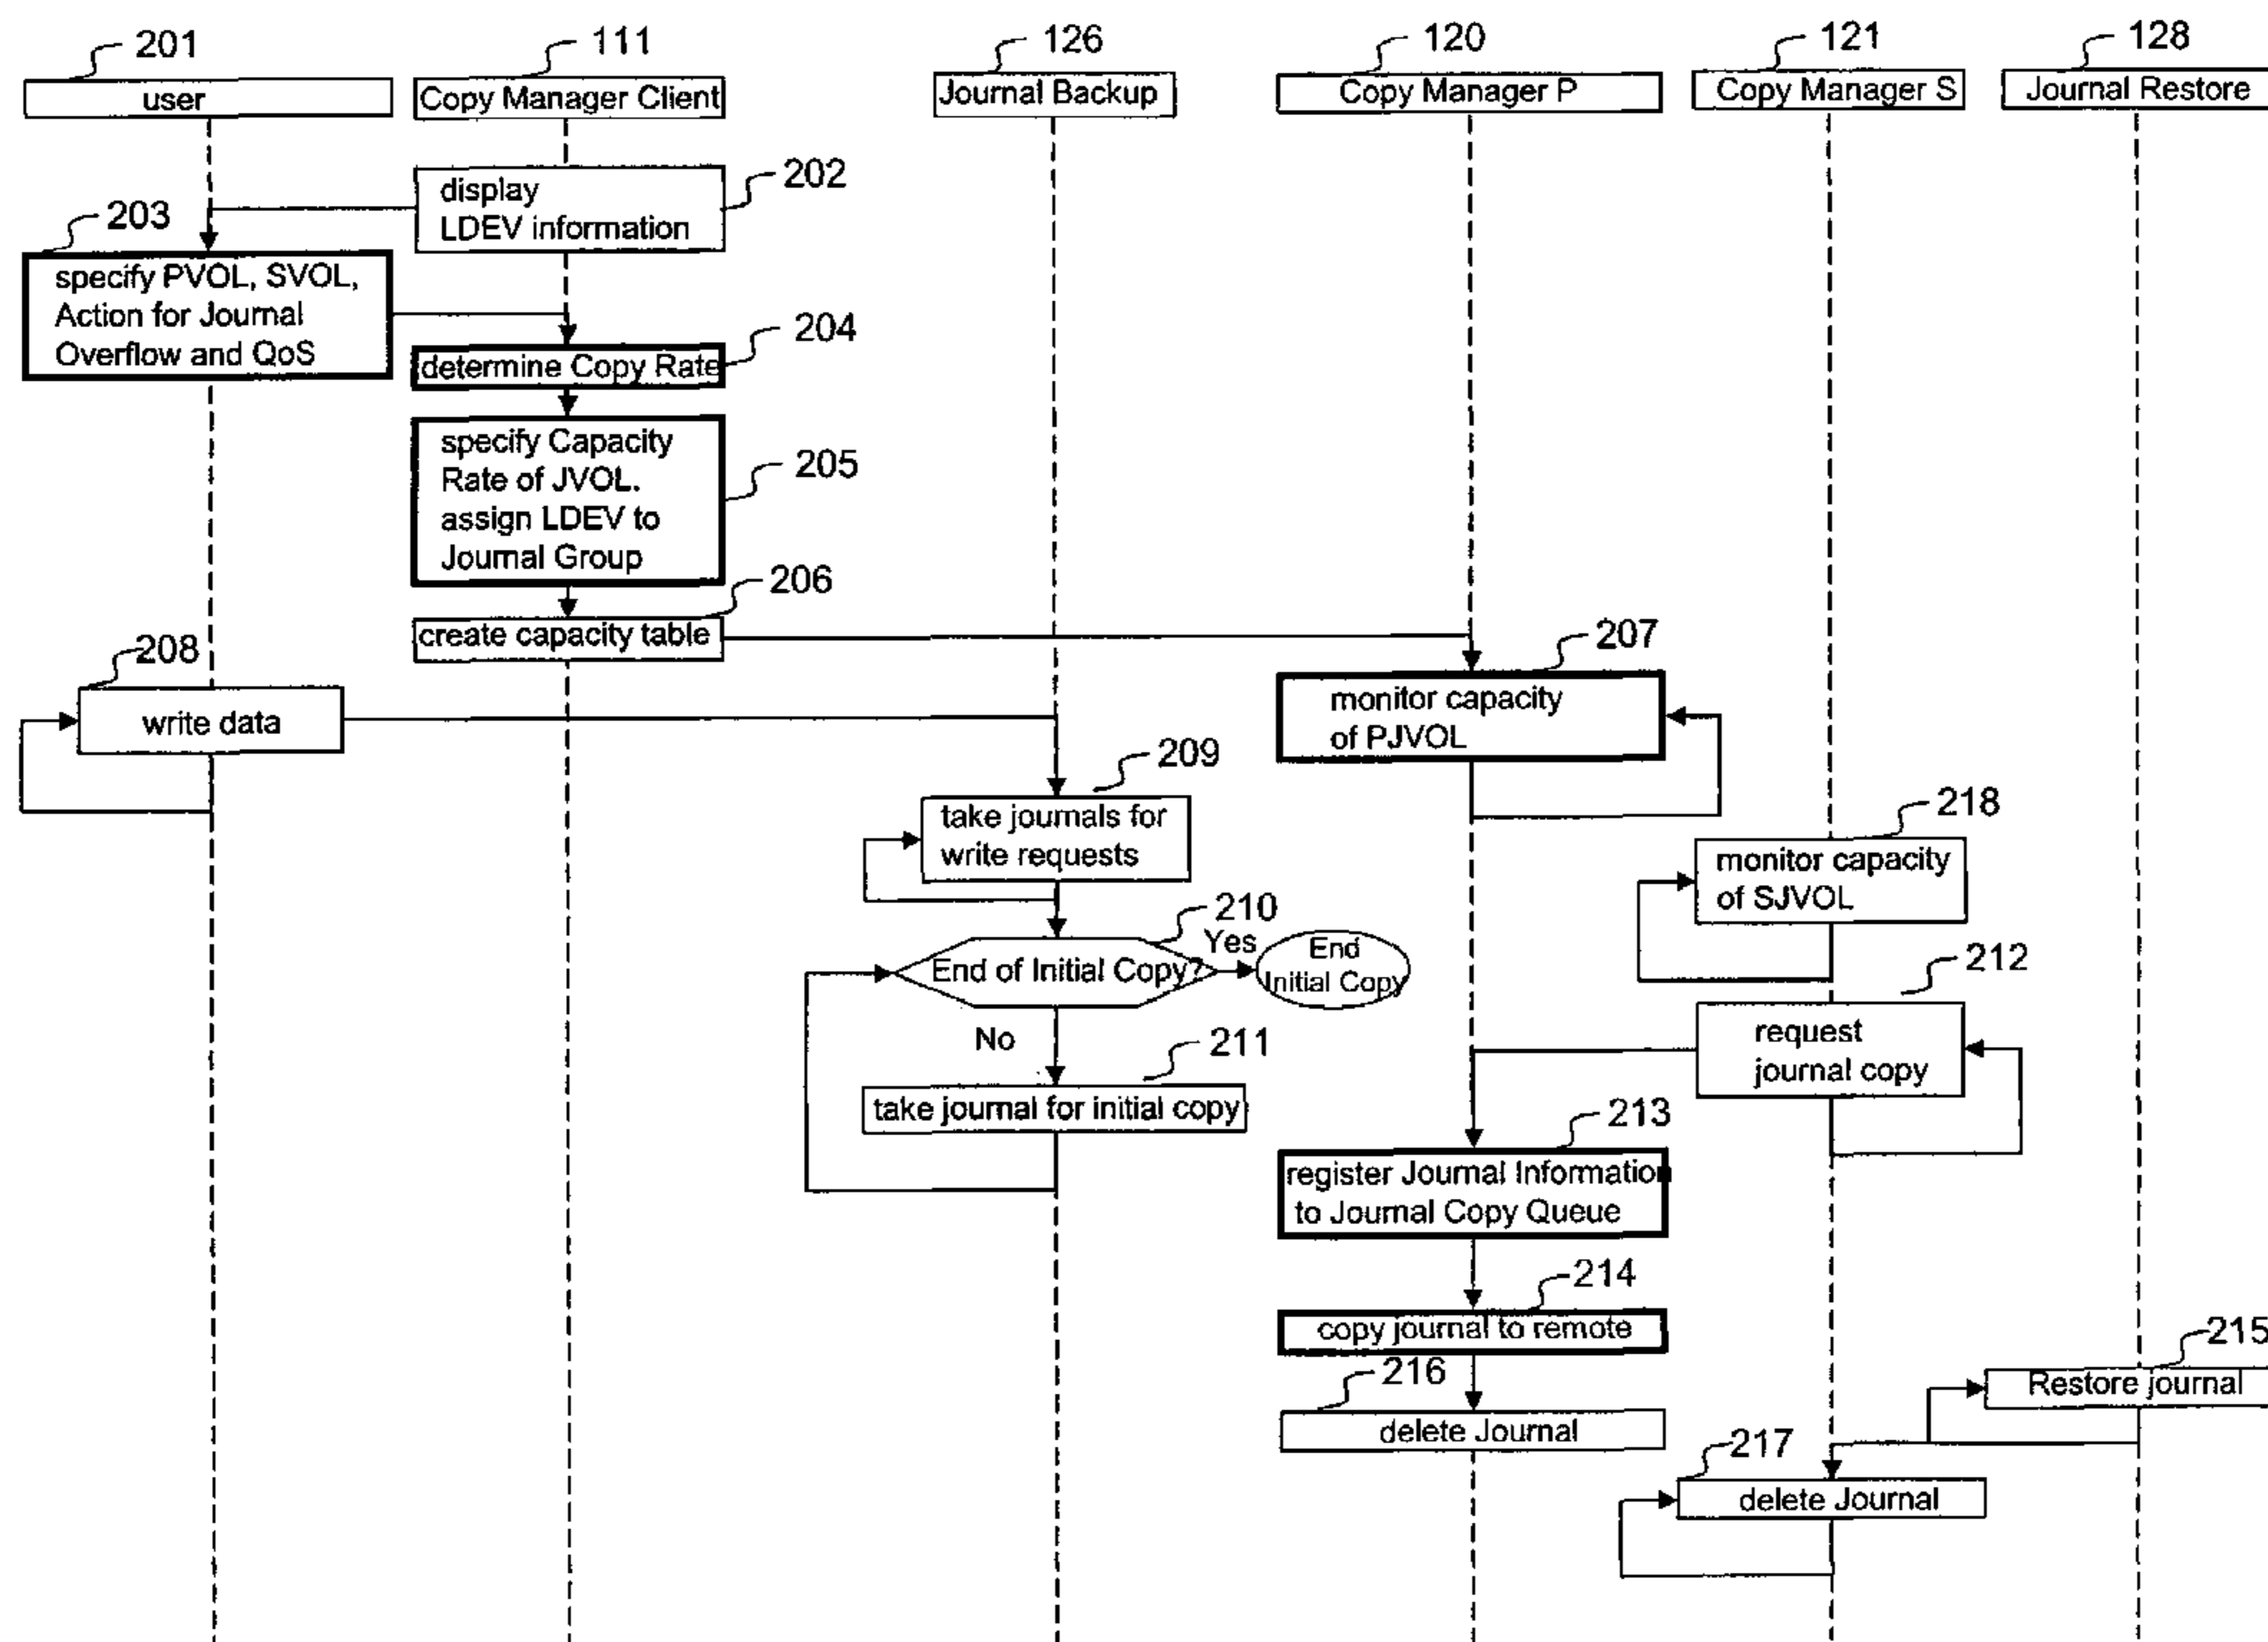 201
111
126
120
121
128
user
Copy Manager Client
Journal Backup
Copy Manager P
Copy Manager S
Journal Restore
202
display
LDEV information
203
specify PVOL, SVOL,
Action for Journal
Overflow and QoS
204
determine Copy Rate
205
specify Capacity
Rate of JVOL.
assign LDEV to
Journal Group
206
create capacity table
207
monitor capacity
of PJVOL
208
write data
209
take journals for
write requests
218
monitor capacity
of SJVOL
210
End of Initial Copy?
Yes
End
Initial Copy
No
212
request
journal copy
211
take journal for initial copy
213
register Journal Information
to Journal Copy Queue
214
copy journal to remote
215
Restore journal
216
delete Journal
217
delete Journal